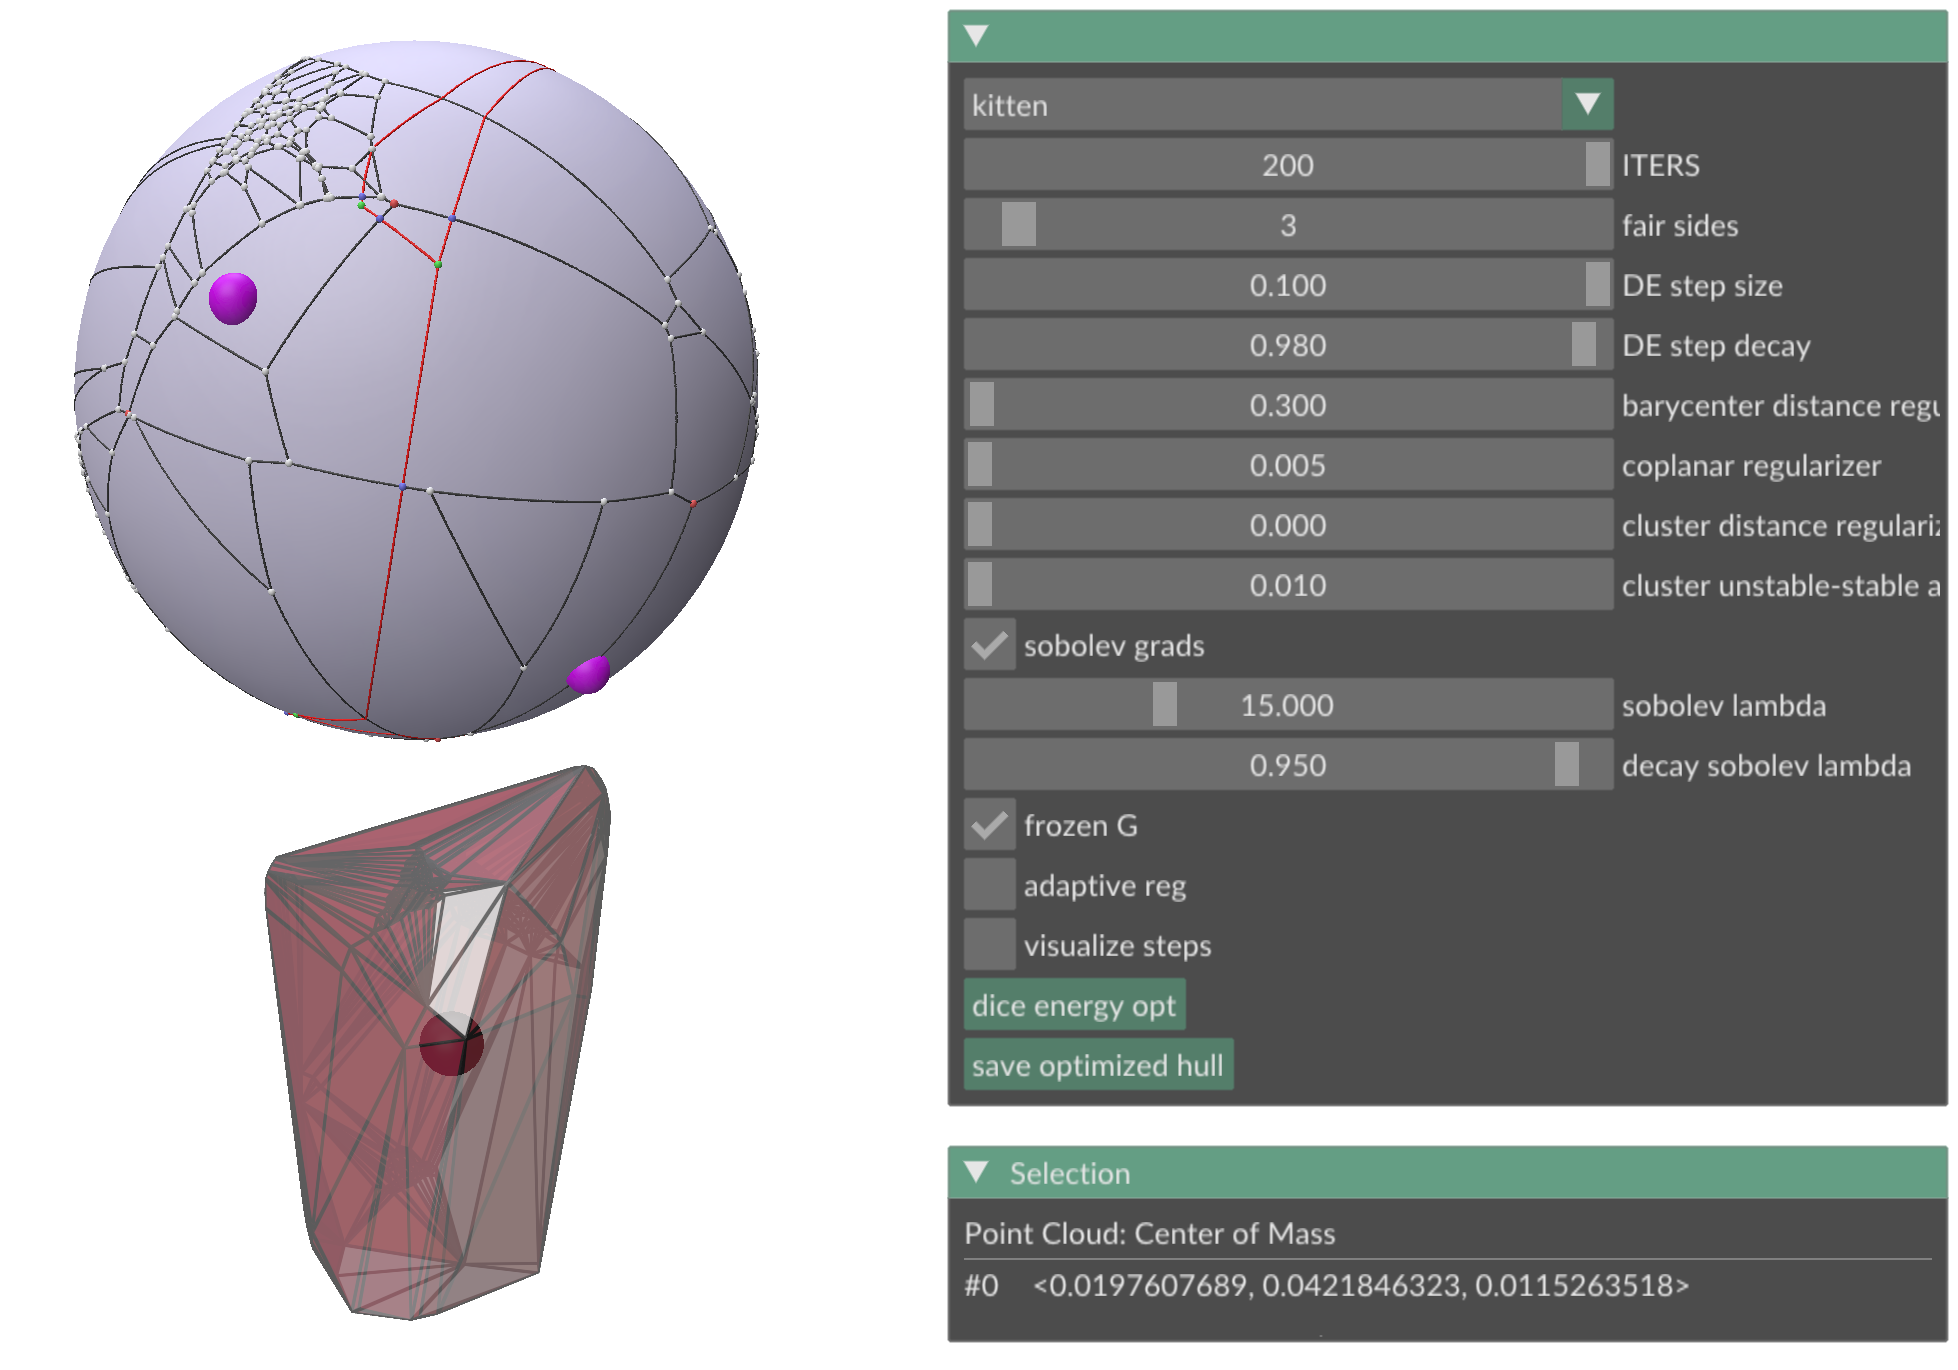 kitten
200 ITERS
3 fair sides
0.100 DE step size
0.980 DE step decay
0.300 barycenter distance regu
0.005 coplanar regularizer
0.000 cluster distance regulariz
0.010 cluster unstable-stable a
sobolev grads
15.000 sobolev lambda
0.950 decay sobolev lambda
frozen G
adaptive reg
visualize steps
dice energy opt
save optimized hull
Selection
Point Cloud: Center of Mass
#0 <0.0197607689, 0.0421846323, 0.0115263518>